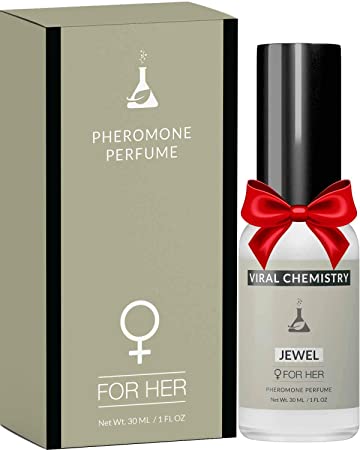 PHEROMONE
PERFUME
FOR HER
Net Wt. 30 ML / 1 FL OZ
VIRAL CHEMISTRY
JEWEL
♀ FOR HER
PHEROMONE PERFUME
Net Wt. 30 ML / 1 FL OZ